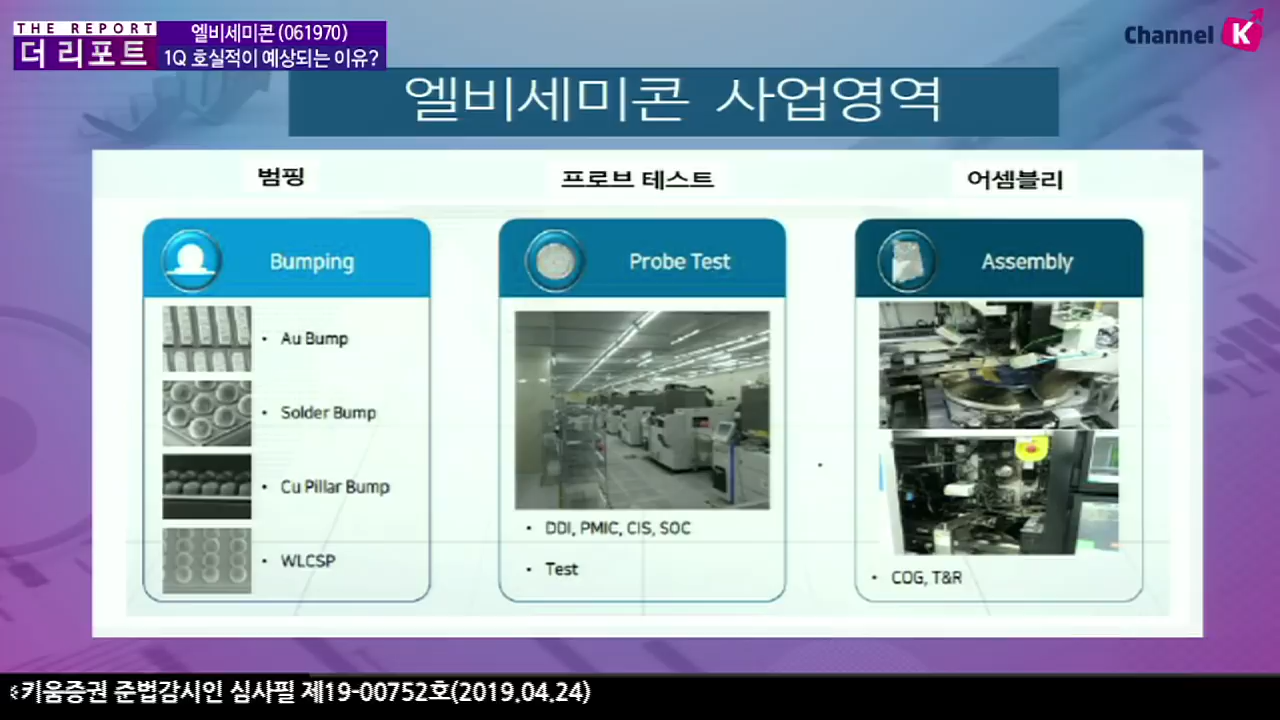 THE REPORT
더 리포트
엘비세미콘(061970)
1Q 호실적이 예상되는 이유?
Channel K
엘비세미콘 사업영역
범핑
프로브 테스트
어셈블리
Bumping
Probe Test
Assembly
• Au Bump
• Solder Bump
• Cu Pillar Bump
• WLCSP
• DDI, PMIC, CIS, SOC
• Test
• COG, T&R
키움증권 준법감시인 심사필 제19-00752호(2019.04.24)